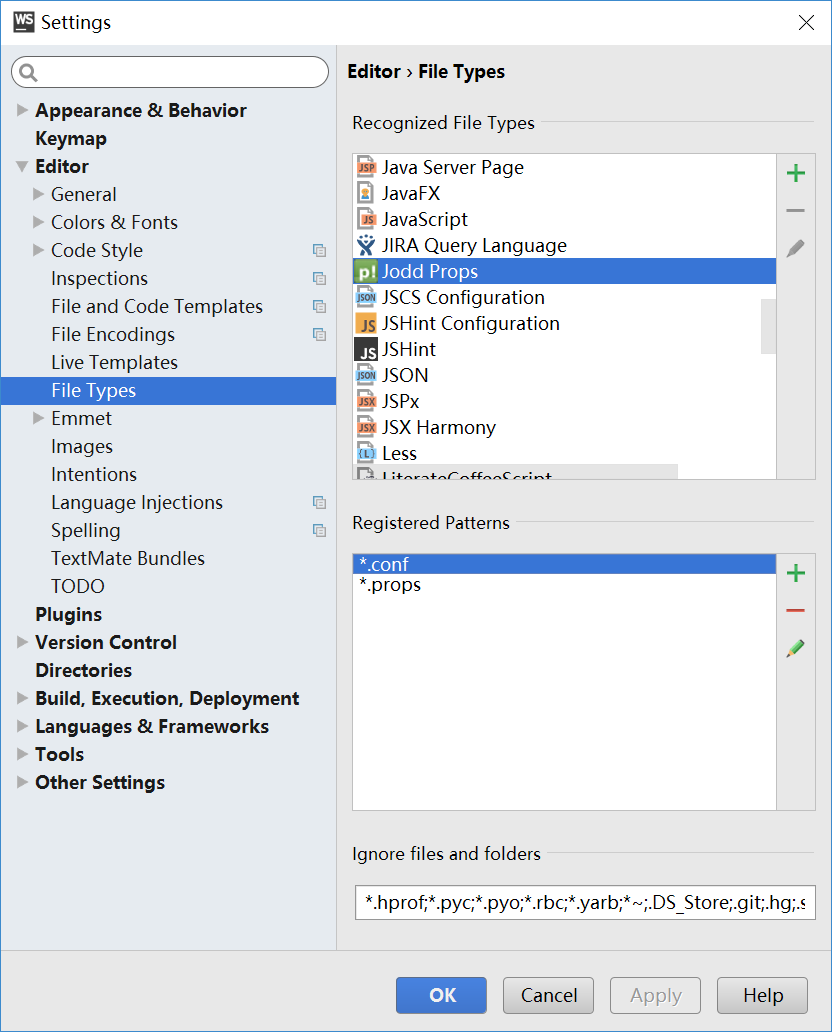 WS Settings
Appearance & Behavior
Keymap
Editor
General
Colors & Fonts
Code Style
Inspections
File and Code Templates
File Encodings
Live Templates
File Types
Emmet
Images
Intentions
Language Injections
Spelling
TextMate Bundles
TODO
Plugins
Version Control
Directories
Build, Execution, Deployment
Languages & Frameworks
Tools
Other Settings
Editor › File Types
Recognized File Types
JSP Java Server Page
JavaFX
JS JavaScript
JIRA Query Language
p! Jodd Props
JSON JSCS Configuration
JS JSHint Configuration
JS JSHint
JSON JSON
JSX JSPx
JSX JSX Harmony
{L} Less
LiterateCoffeeScript
Registered Patterns
*.conf
*.props
Ignore files and folders
*.hprof;*.pyc;*.pyo;*.rbc;*.yarb;*~;.DS_Store;.git;.hg;.s
OK
Cancel
Apply
Help